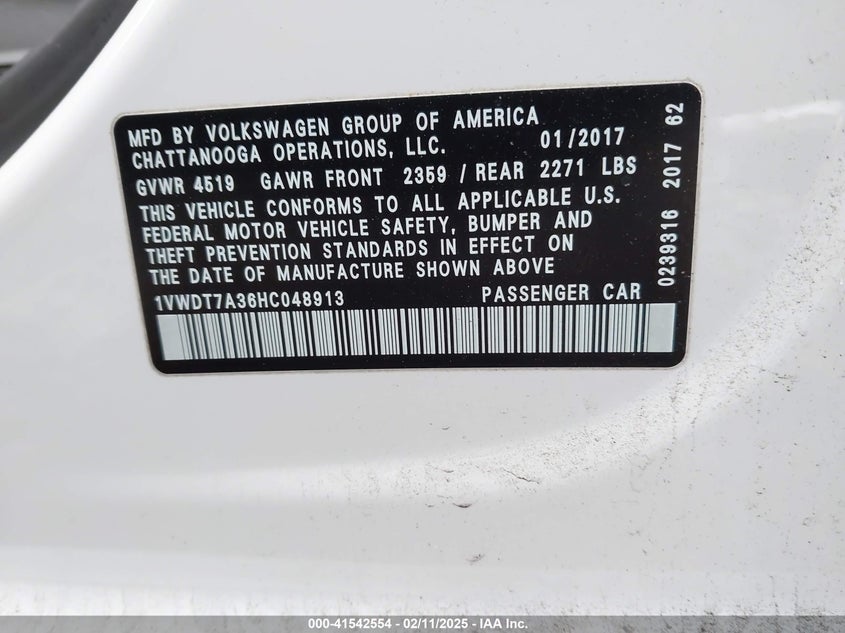 MFD BY VOLKSWAGEN GROUP OF AMERICA
CHATTANOOGA OPERATIONS, LLC. 01/2017
GVWR 4519 GAWR FRONT 2359 / REAR 2271 LBS
THIS VEHICLE CONFORMS TO ALL APPLICABLE U.S.
FEDERAL MOTOR VEHICLE SAFETY, BUMPER AND
THEFT PREVENTION STANDARDS IN EFFECT ON
THE DATE OF MANUFACTURE SHOWN ABOVE
1VWDT7A36HC048913 PASSENGER CAR
0239316 2017 62
000-41542554 - 02/11/2025 - IAA Inc.